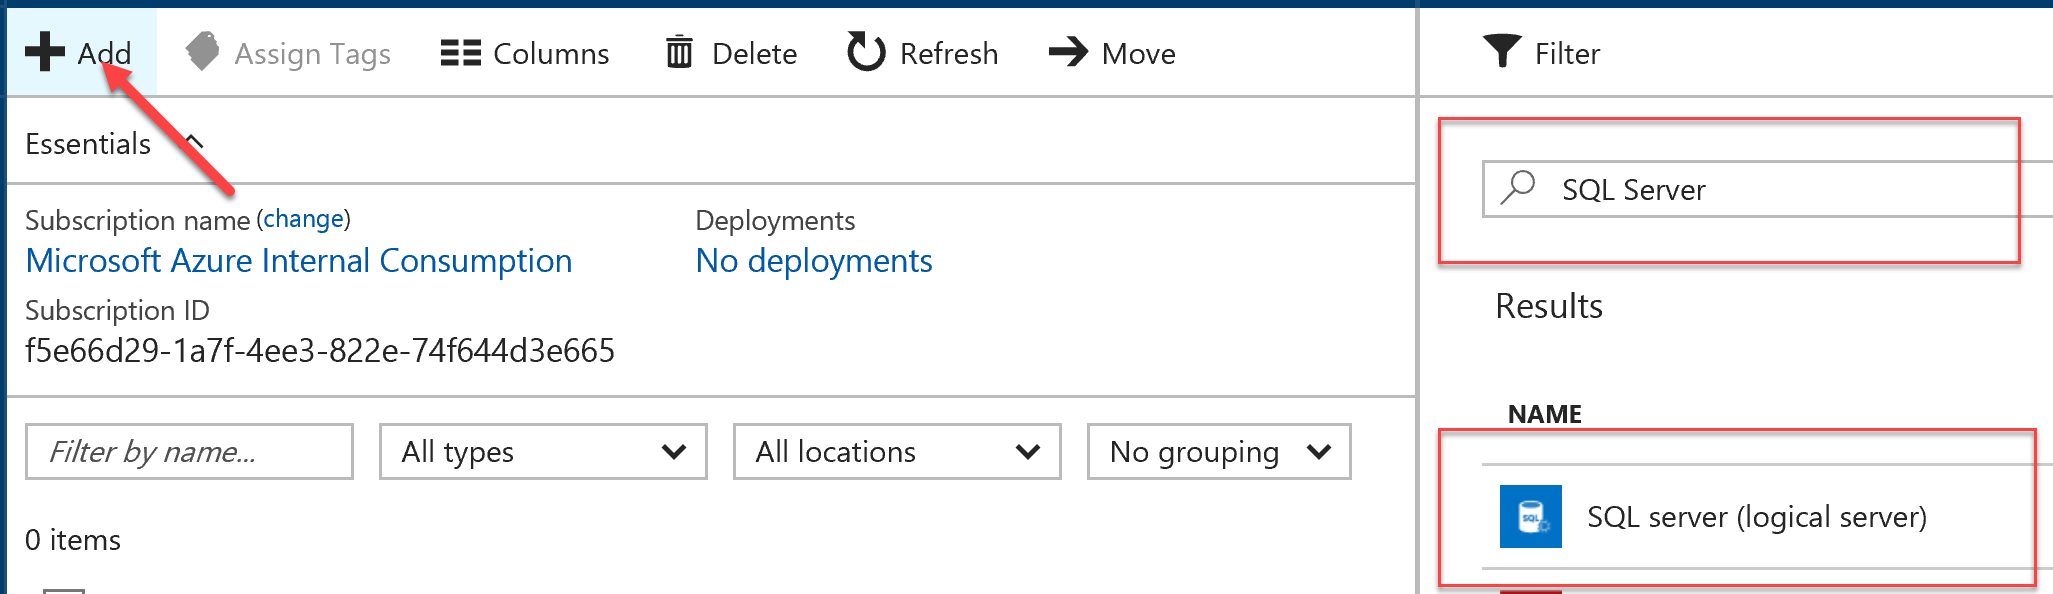 Add Assign Tags Columns Delete Refresh Move
Essentials
Subscription name (change)
Microsoft Azure Internal Consumption
Deployments
No deployments
Subscription ID
f5e66d29-1a7f-4ee3-822e-74f644d3e665
Filter by name... All types All locations No grouping
0 items
Filter
SQL Server
Results
NAME
SQL
SQL server (logical server)